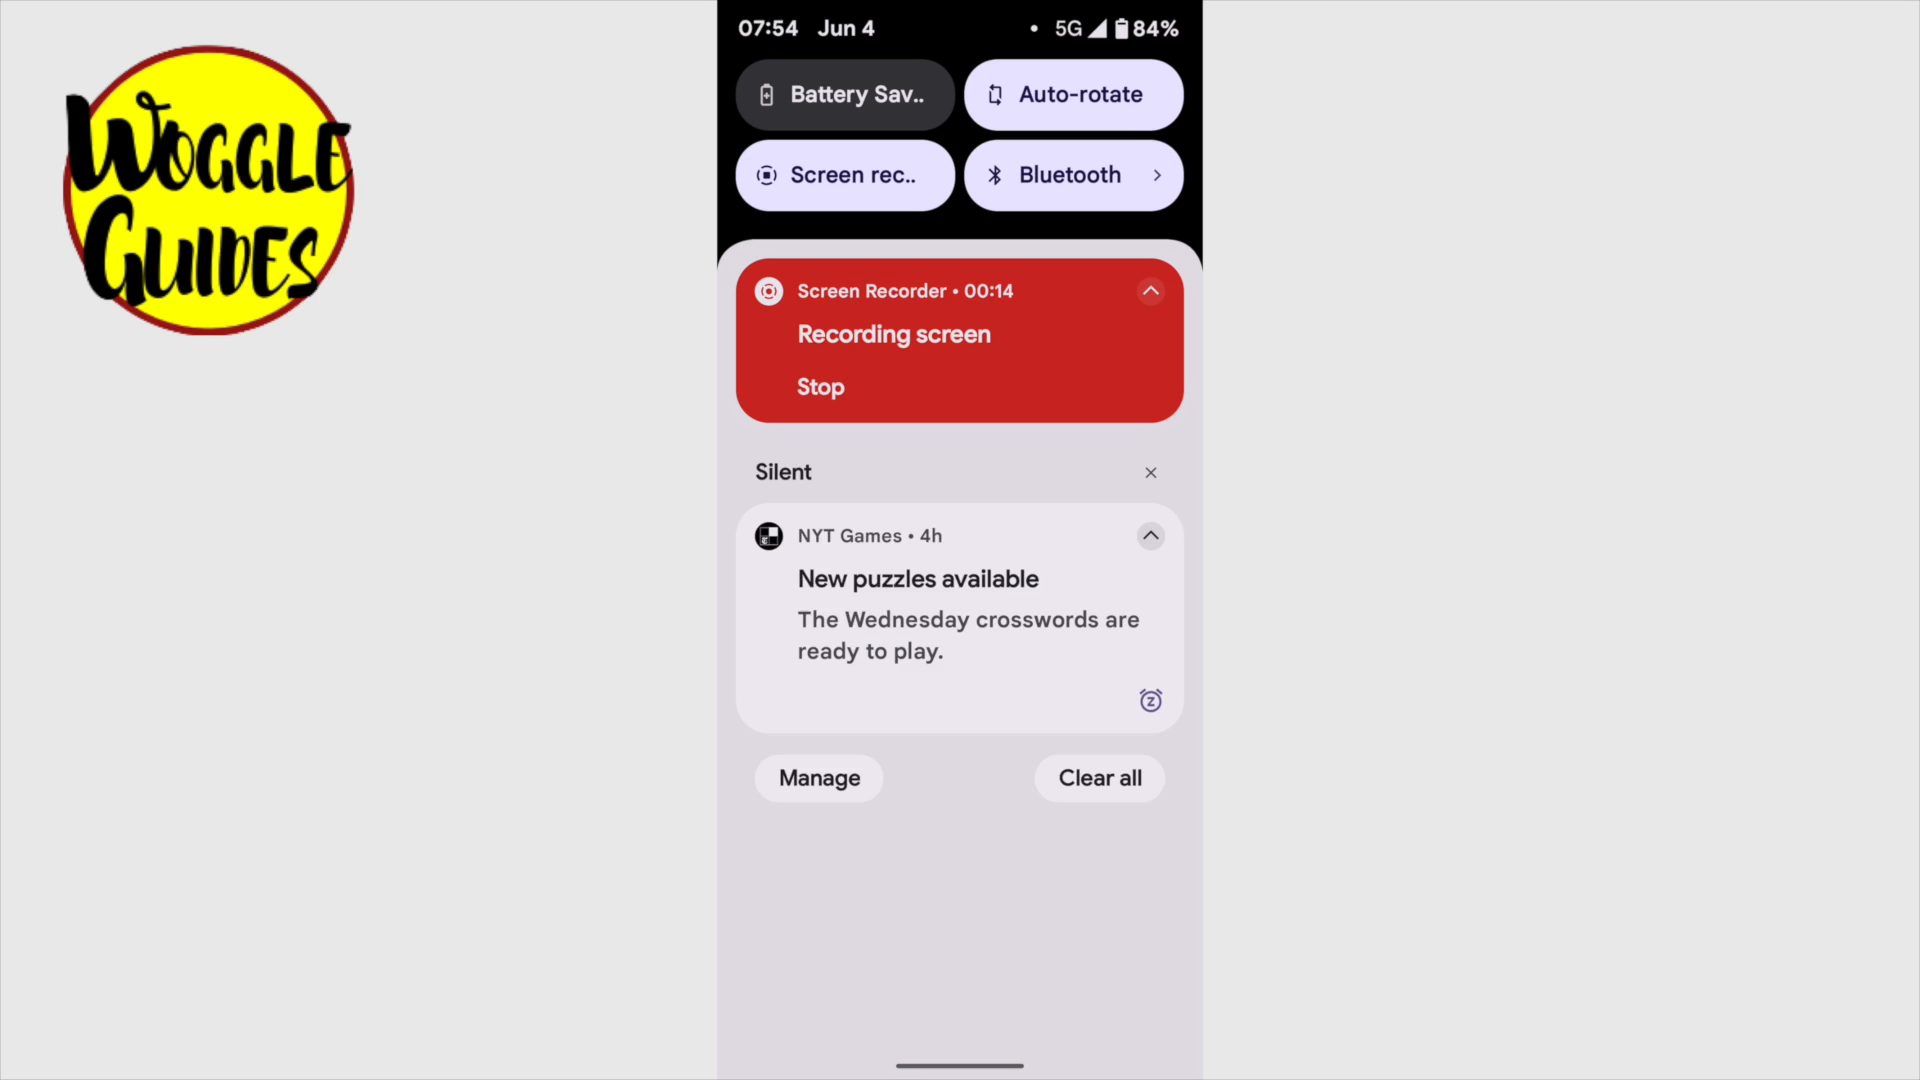 WOGGLE
GUIDES
07:54 Jun 4
5G 84%
Battery Sav..
Auto-rotate
Screen rec..
Bluetooth
Screen Recorder • 00:14
Recording screen
Stop
Silent
NYT Games • 4h
New puzzles available
The Wednesday crosswords are
ready to play.
Manage
Clear all